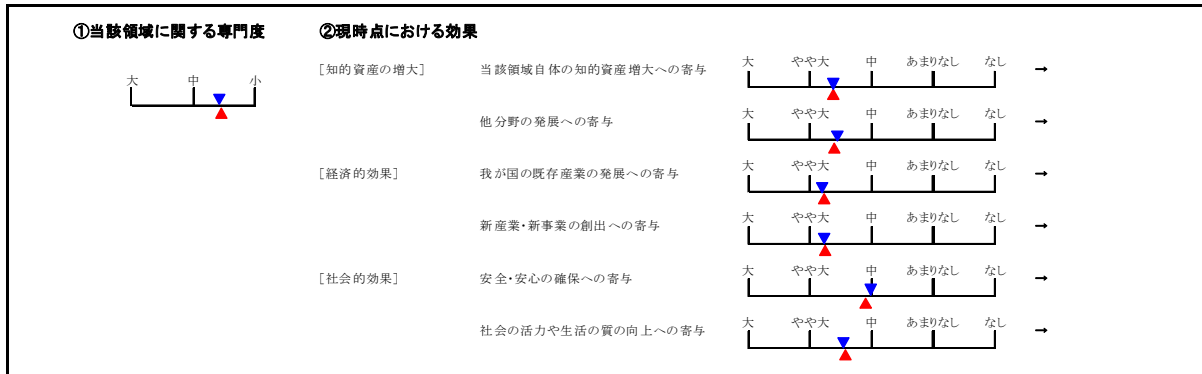 ①当該領域に関する専門度 ②現時点における効果
大 中 小
[知的資産の増大] 当該領域自体の知的資産増大への寄与 大 やや大 中 あまりなし なし →
他分野の発展への寄与 大 やや大 中 あまりなし なし →
[経済的効果] 我が国の既存産業の発展への寄与 大 やや大 中 あまりなし なし →
新産業・新事業の創出への寄与 大 やや大 中 あまりなし なし →
[社会的効果] 安全・安心の確保への寄与 大 やや大 中 あまりなし なし →
社会の活力や生活の質の向上への寄与 大 やや大 中 あまりなし なし →